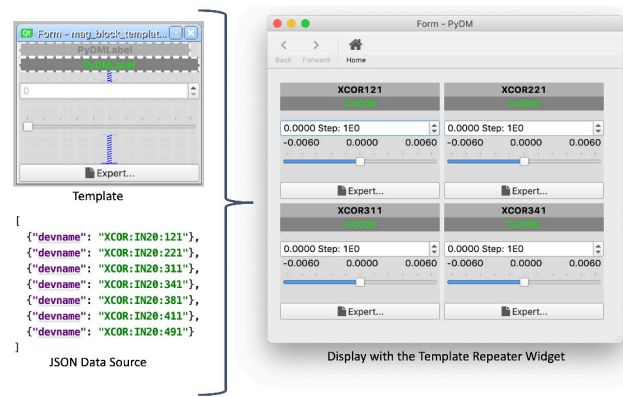 Form - mag_block_templat...
PyDMLabel
PyDMLabel
0
Expert...
Template
[
{"devname": "XCOR:IN20:121"},
{"devname": "XCOR:IN20:221"},
{"devname": "XCOR:IN20:311"},
{"devname": "XCOR:IN20:341"},
{"devname": "XCOR:IN20:381"},
{"devname": "XCOR:IN20:411"},
{"devname": "XCOR:IN20:491"}
]
JSON Data Source
Form - PyDM
Back Forward Home
XCOR121 XCOR221
0.0000 Step: 1E0 0.0000 Step: 1E0
-0.0060 0.0000 0.0060 -0.0060 0.0000 0.0060
Expert... Expert...
XCOR311 XCOR341
0.0000 Step: 1E0 0.0000 Step: 1E0
-0.0060 0.0000 0.0060 -0.0060 0.0000 0.0060
Expert... Expert...
Display with the Template Repeater Widget